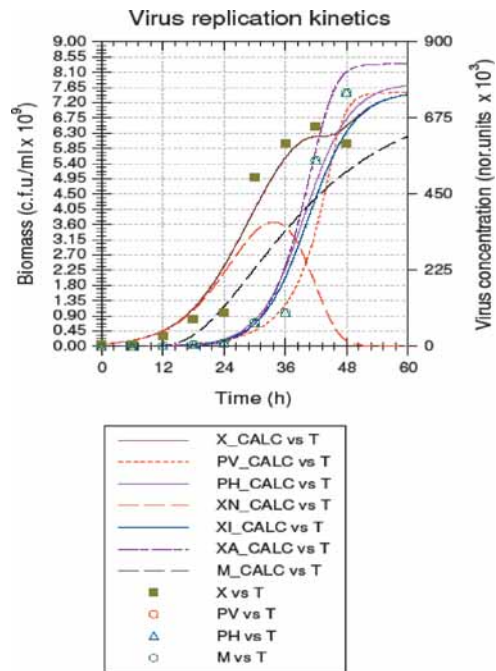 Virus replication kinetics
9.00
8.55
8.10
7.65
7.20
6.75
6.30
5.85
5.40
4.95
4.50
4.05
3.60
3.15
2.70
2.25
1.80
1.35
0.90
0.45
0.00
Biomass (c.f.u/ml x 10⁹)
900
675
450
225
0
Virus concentration (nor.units x 10³)
0 12 24 36 48 60
Time (h)
X_CALC vs T
PV_CALC vs T
PH_CALC vs T
XN_CALC vs T
XI_CALC vs T
XA_CALC vs T
M_CALC vs T
X vs T
PV vs T
PH vs T
M vs T